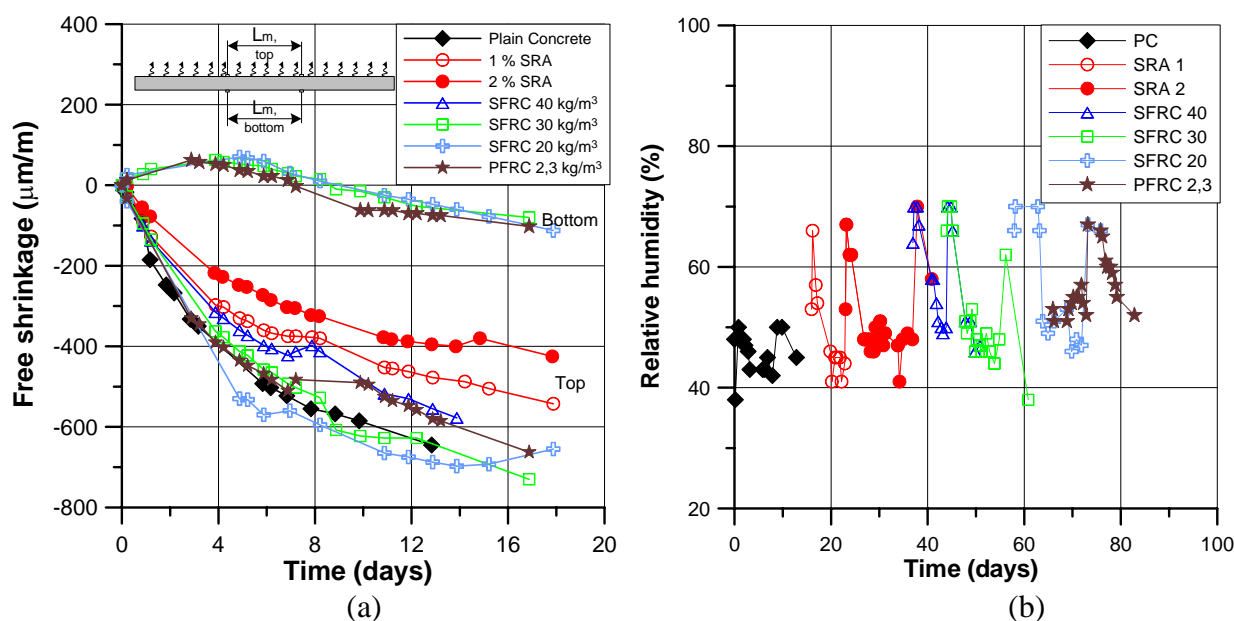 400
200
0
-200
-400
-600
-800
Free shrinkage (μm/m)
0
4
8
12
16
20
Time (days)
Lm,
top
Lm,
bottom
Plain Concrete
1 % SRA
2 % SRA
SFRC 40 kg/m³
SFRC 30 kg/m³
SFRC 20 kg/m³
PFRC 2,3 kg/m³
Bottom
Top
(a)
100
80
60
40
20
Relative humidity (%)
0
20
40
60
80
100
Time (days)
PC
SRA 1
SRA 2
SFRC 40
SFRC 30
SFRC 20
PFRC 2,3
(b)